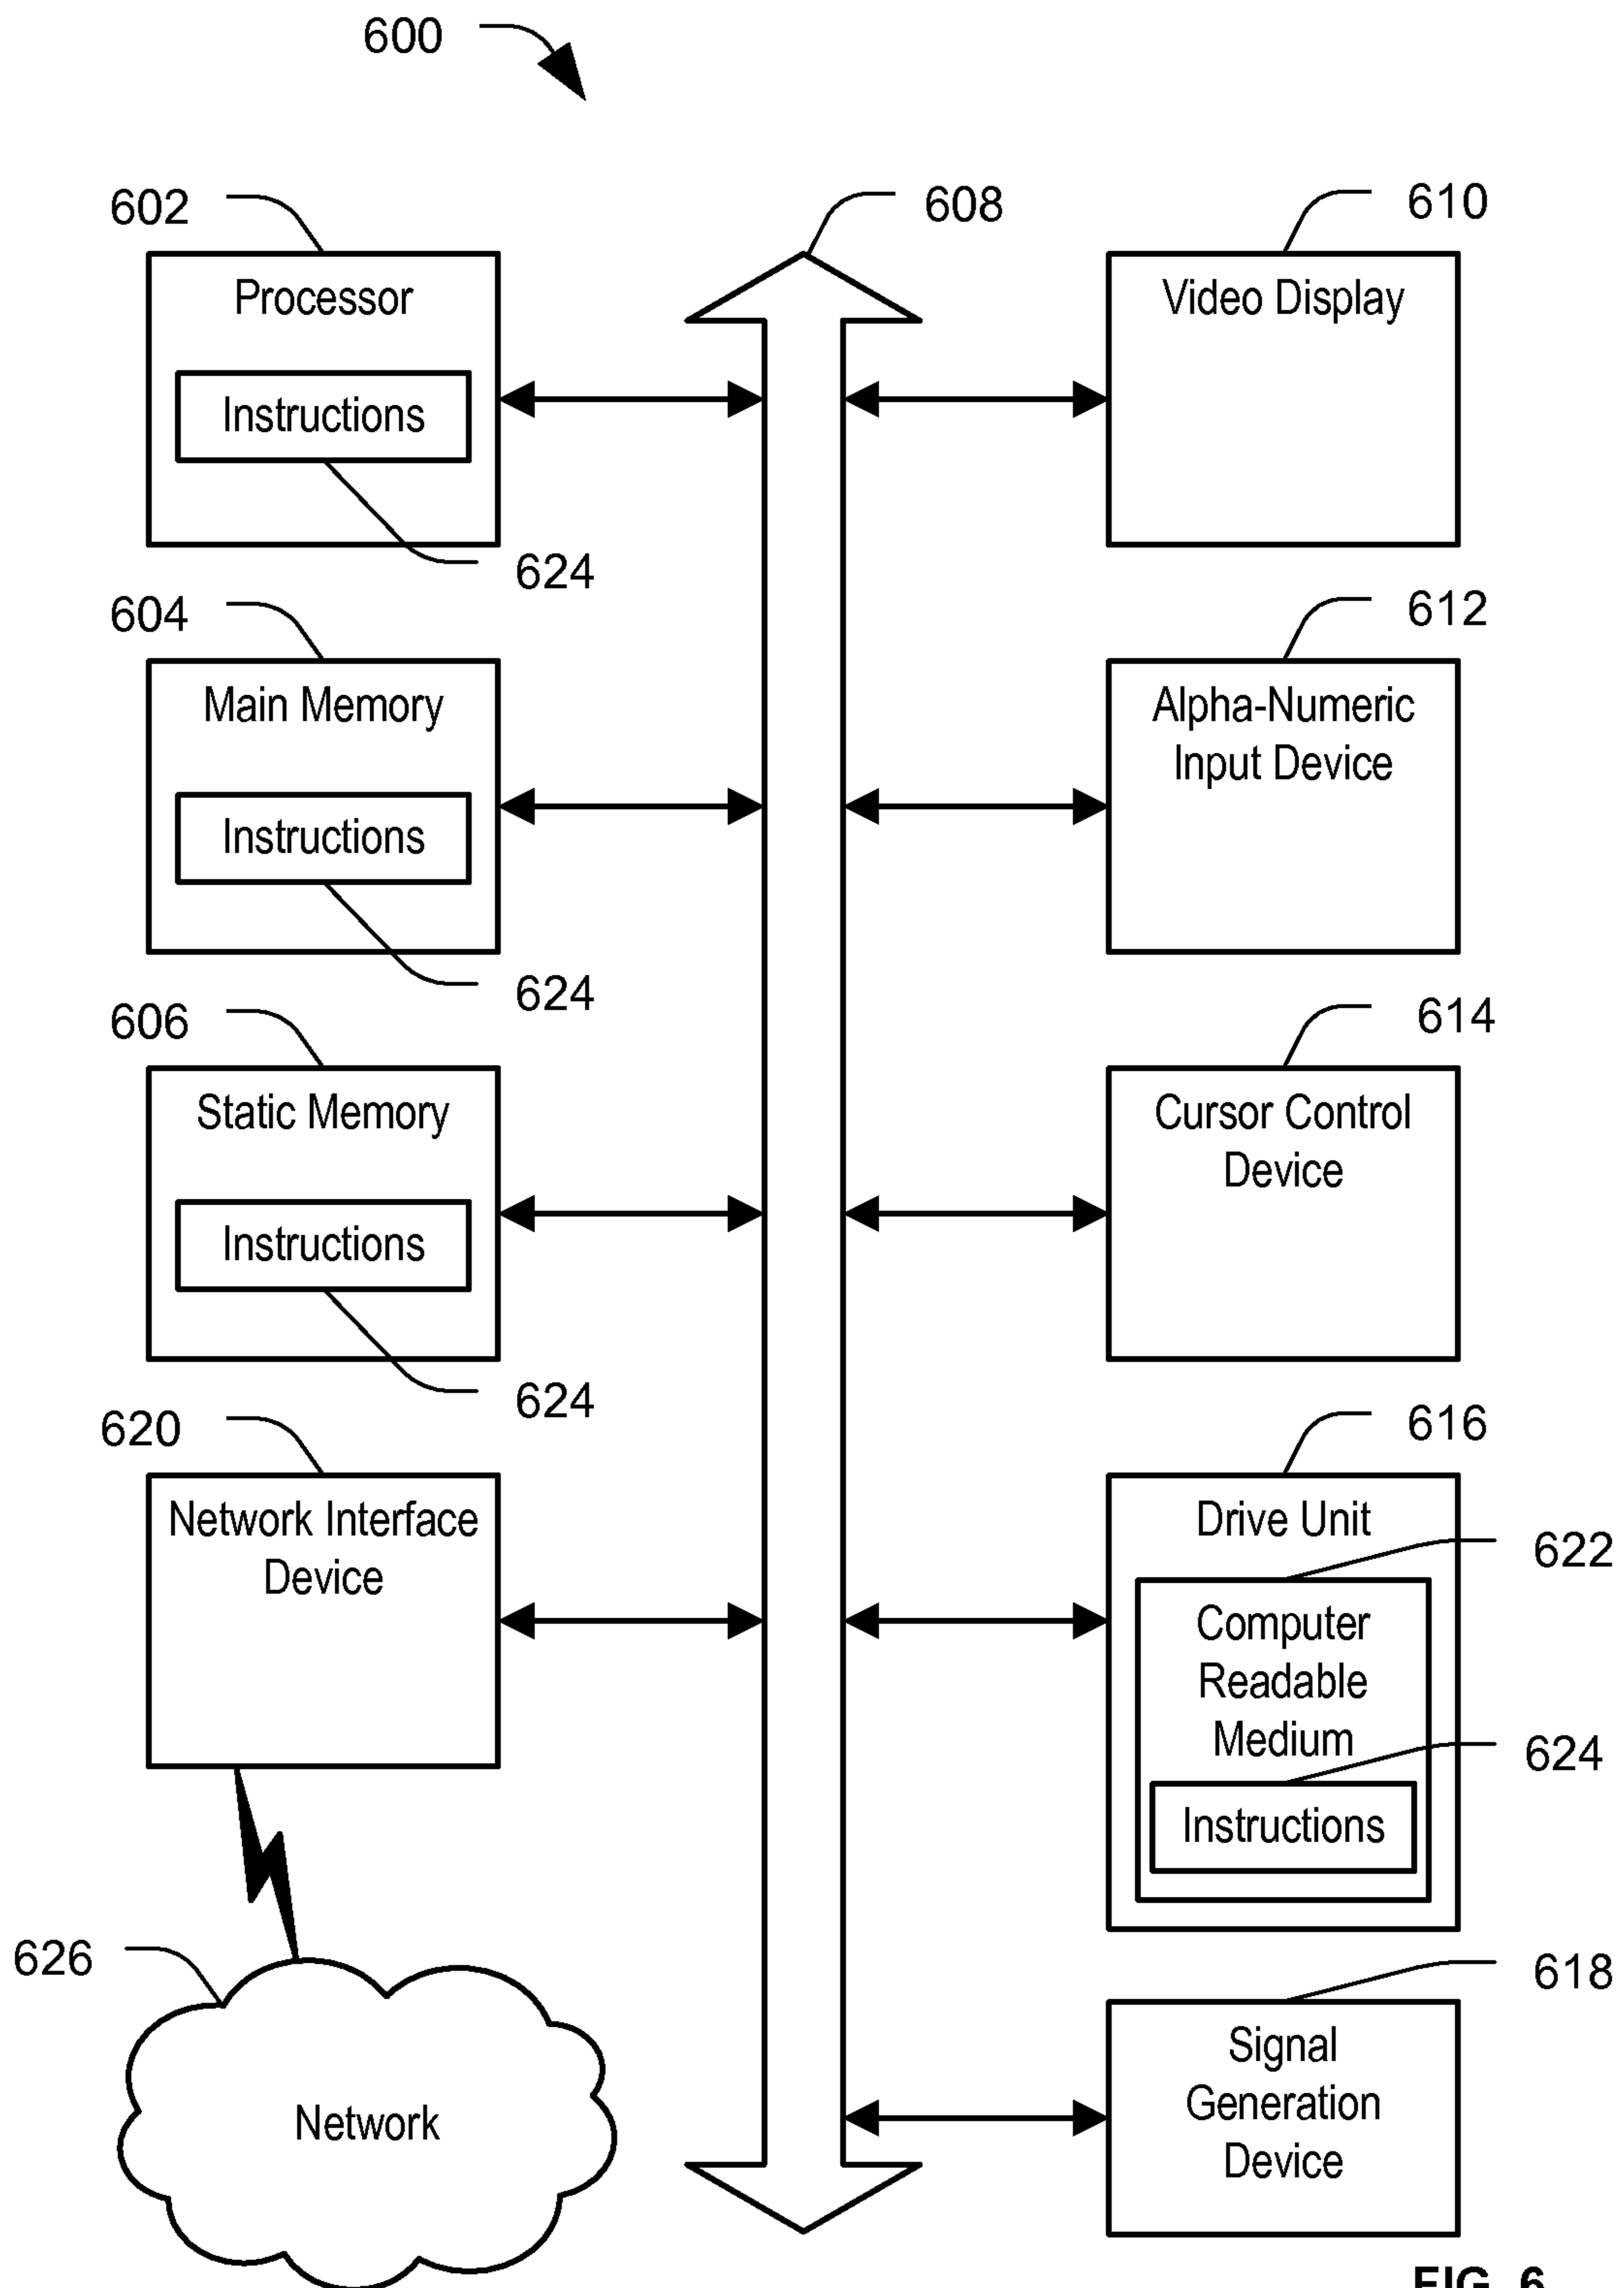 600
602
Processor
Instructions
624
604
Main Memory
Instructions
624
606
Static Memory
Instructions
624
620
Network Interface
Device
626
Network
608
610
Video Display
612
Alpha-Numeric
Input Device
614
Cursor Control
Device
616
Drive Unit
622
Computer
Readable
Medium
624
Instructions
618
Signal
Generation
Device
FIG. 6